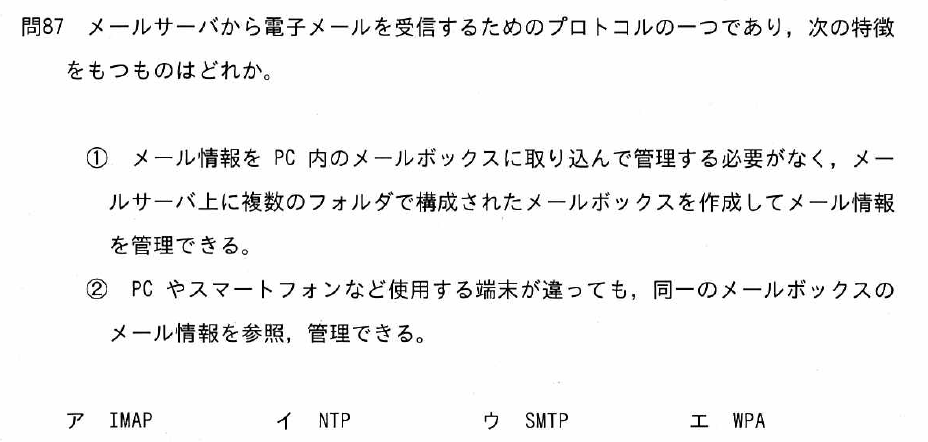 問87 メールサーバから電子メールを受信するためのプロトコルの一つであり，次の特徴
をもつものはどれか。
① メール情報を PC 内のメールボックスに取り込んで管理する必要がなく，メー
ルサーバ上に複数のフォルダで構成されたメールボックスを作成してメール情報
を管理できる。
② PC やスマートフォンなど使用する端末が違っても，同一のメールボックスの
メール情報を参照，管理できる。
ア IMAP イ NTP ウ SMTP エ WPA